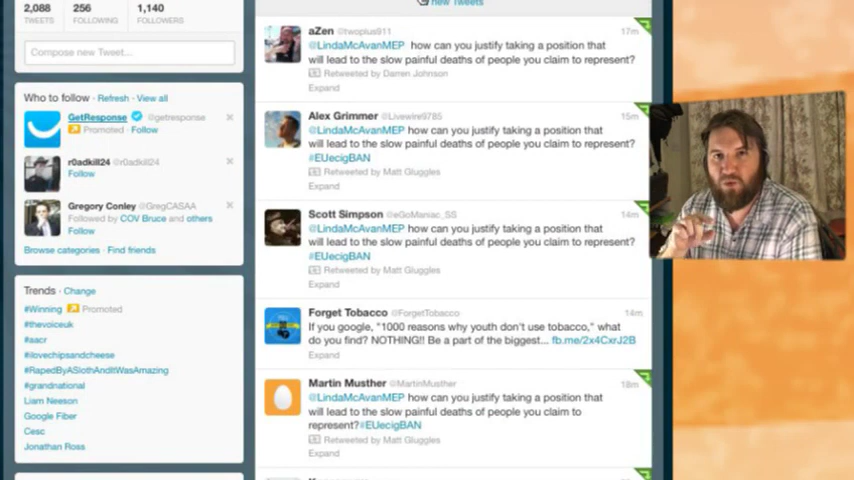 2,088 256 1,140
TWEETS FOLLOWING FOLLOWERS
Compose new Tweet...
Who to follow · Refresh · View all
GetResponse @getresponse
Promoted · Follow
r0adkill24 @r0adkill24
Follow
Gregory Conley @GregCASAA
Followed by COV Bruce and others
Follow
Browse categories · Find friends
Trends · Change
#Winning Promoted
#thevoiceuk
#aacr
#ilovechipsandcheese
#RapedByASlothAndItWasAmazing
#grandnational
Liam Neeson
Google Fiber
Cesc
Jonathan Ross
new Tweets
aZen @twoplus911 17m
@LindaMcAvanMEP how can you justify taking a position that
will lead to the slow painful deaths of people you claim to represent?
Retweeted by Darren Johnson
Expand
Alex Grimmer @Livewire9785 15m
@LindaMcAvanMEP how can you justify taking a position that
will lead to the slow painful deaths of people you claim to represent?
#EUecigBAN
Retweeted by Matt Gluggles
Expand
Scott Simpson @eGoManiac_SS 14m
@LindaMcAvanMEP how can you justify taking a position that
will lead to the slow painful deaths of people you claim to represent?
#EUecigBAN
Retweeted by Matt Gluggles
Expand
Forget Tobacco @ForgetTobacco 14m
If you google, "1000 reasons why youth don't use tobacco," what
do you find? NOTHING!! Be a part of the biggest... fb.me/2x4CxrJ2B
Expand
Martin Musther @MartinMusther 18m
@LindaMcAvanMEP how can you justify taking a position that
will lead to the slow painful deaths of people you claim to
represent?#EUecigBAN
Retweeted by Matt Gluggles
Expand